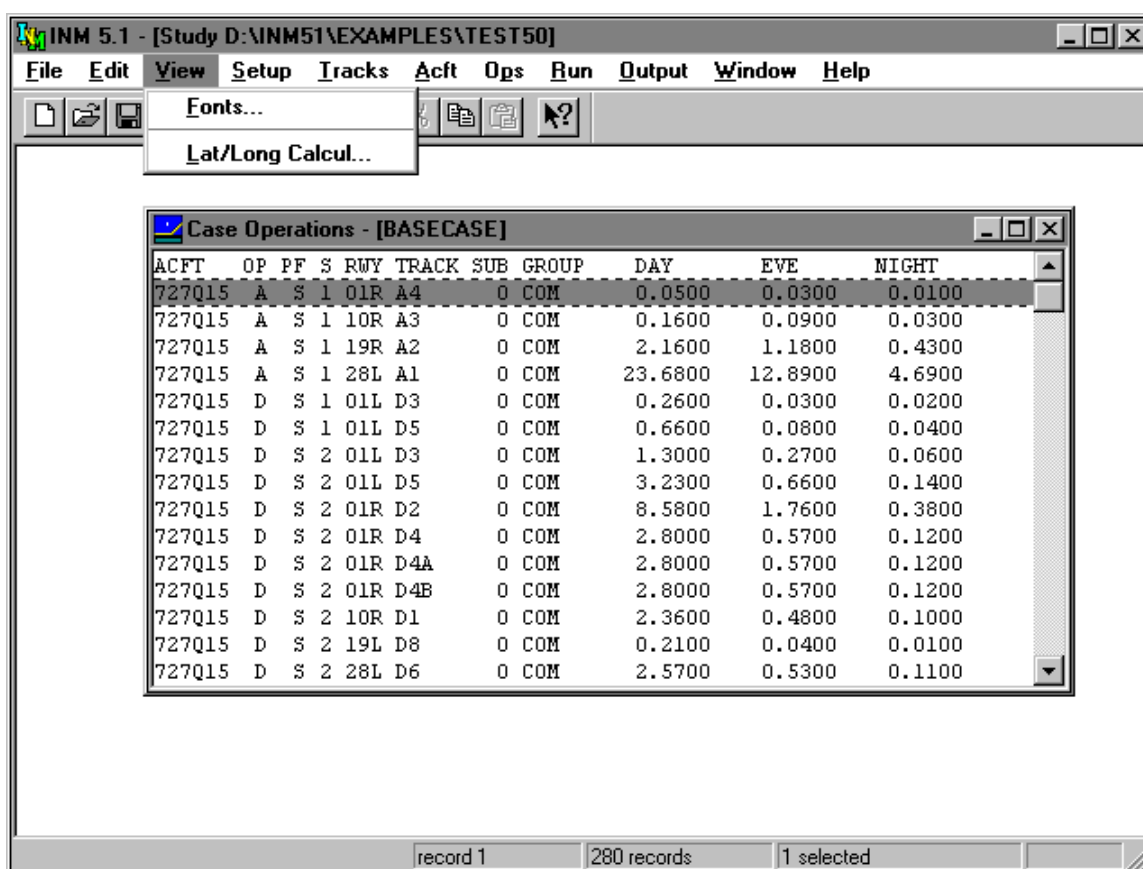 INM 5.1 - [Study D:\INM51\EXAMPLES\TEST50]
File Edit View Setup Tracks Acft Ops Run Output Window Help
Fonts...
Lat/Long Calcul...
Case Operations - [BASECASE]
ACFT OP PF S RWY TRACK SUB GROUP DAY EVE NIGHT
727Q15 A S 1 01R A4 0 COM 0.0500 0.0300 0.0100
727Q15 A S 1 10R A3 0 COM 0.1600 0.0900 0.0300
727Q15 A S 1 19R A2 0 COM 2.1600 1.1800 0.4300
727Q15 A S 1 28L A1 0 COM 23.6800 12.8900 4.6900
727Q15 D S 1 01L D3 0 COM 0.2600 0.0300 0.0200
727Q15 D S 1 01L D5 0 COM 0.6600 0.0800 0.0400
727Q15 D S 2 01L D3 0 COM 1.3000 0.2700 0.0600
727Q15 D S 2 01L D5 0 COM 3.2300 0.6600 0.1400
727Q15 D S 2 01R D2 0 COM 8.5800 1.7600 0.3800
727Q15 D S 2 01R D4 0 COM 2.8000 0.5700 0.1200
727Q15 D S 2 01R D4A 0 COM 2.8000 0.5700 0.1200
727Q15 D S 2 01R D4B 0 COM 2.8000 0.5700 0.1200
727Q15 D S 2 10R D1 0 COM 2.3600 0.4800 0.1000
727Q15 D S 2 19L D8 0 COM 0.2100 0.0400 0.0100
727Q15 D S 2 28L D6 0 COM 2.5700 0.5300 0.1100
record 1 280 records 1 selected